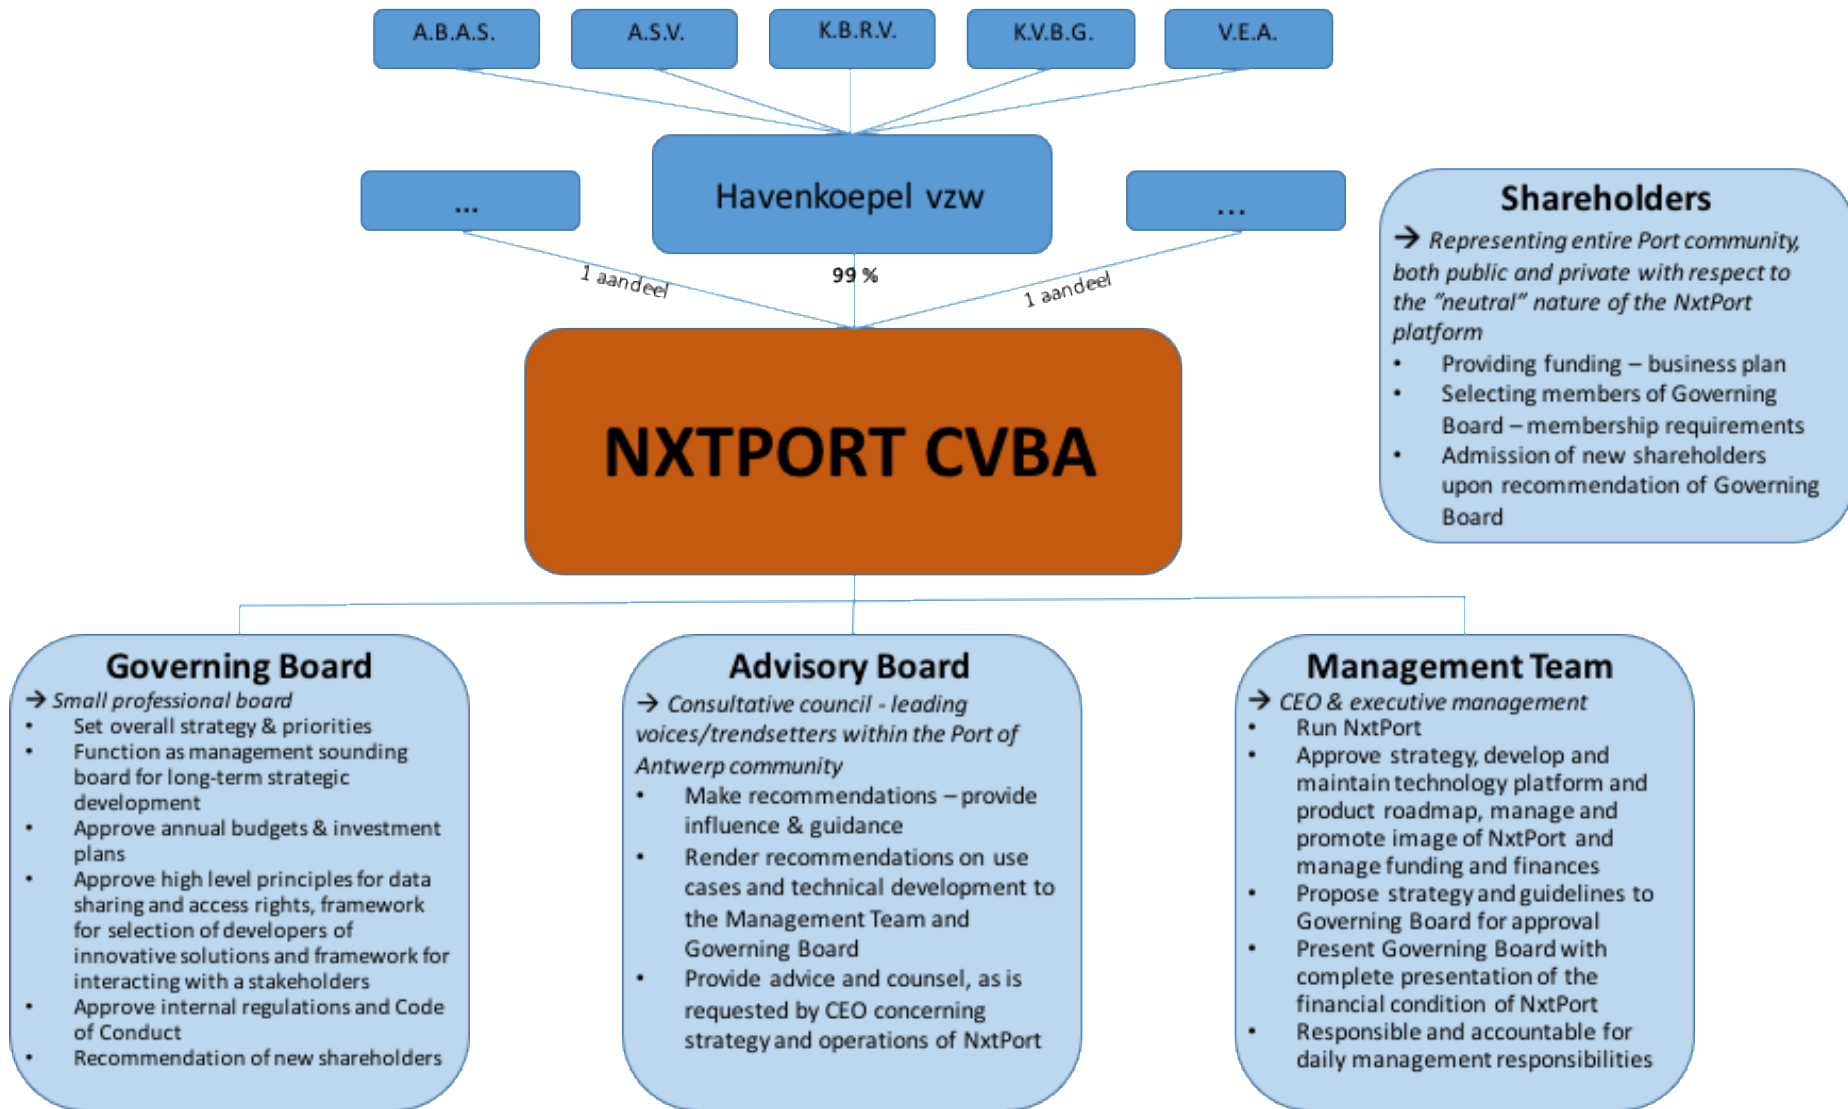 A.B.A.S.
A.S.V.
K.B.R.V.
K.V.B.G.
V.E.A.
...
Havenkoepel vzw
...
1 aandeel
99 %
1 aandeel
NXTPORT CVBA
Shareholders
→ Representing entire Port community,
both public and private with respect to
the "neutral" nature of the NxtPort
platform
• Providing funding – business plan
• Selecting members of Governing
Board – membership requirements
• Admission of new shareholders
upon recommendation of Governing
Board
Governing Board
→ Small professional board
• Set overall strategy & priorities
• Function as management sounding
board for long-term strategic
development
• Approve annual budgets & investment
plans
• Approve high level principles for data
sharing and access rights, framework
for selection of developers of
innovative solutions and framework for
interacting with a stakeholders
• Approve internal regulations and Code
of Conduct
• Recommendation of new shareholders
Advisory Board
→ Consultative council - leading
voices/trendsetters within the Port of
Antwerp community
• Make recommendations – provide
influence & guidance
• Render recommendations on use
cases and technical development to
the Management Team and
Governing Board
• Provide advice and counsel, as is
requested by CEO concerning
strategy and operations of NxtPort
Management Team
→ CEO & executive management
• Run NxtPort
• Approve strategy, develop and
maintain technology platform and
product roadmap, manage and
promote image of NxtPort and
manage funding and finances
• Propose strategy and guidelines to
Governing Board for approval
• Present Governing Board with
complete presentation of the
financial condition of NxtPort
• Responsible and accountable for
daily management responsibilities